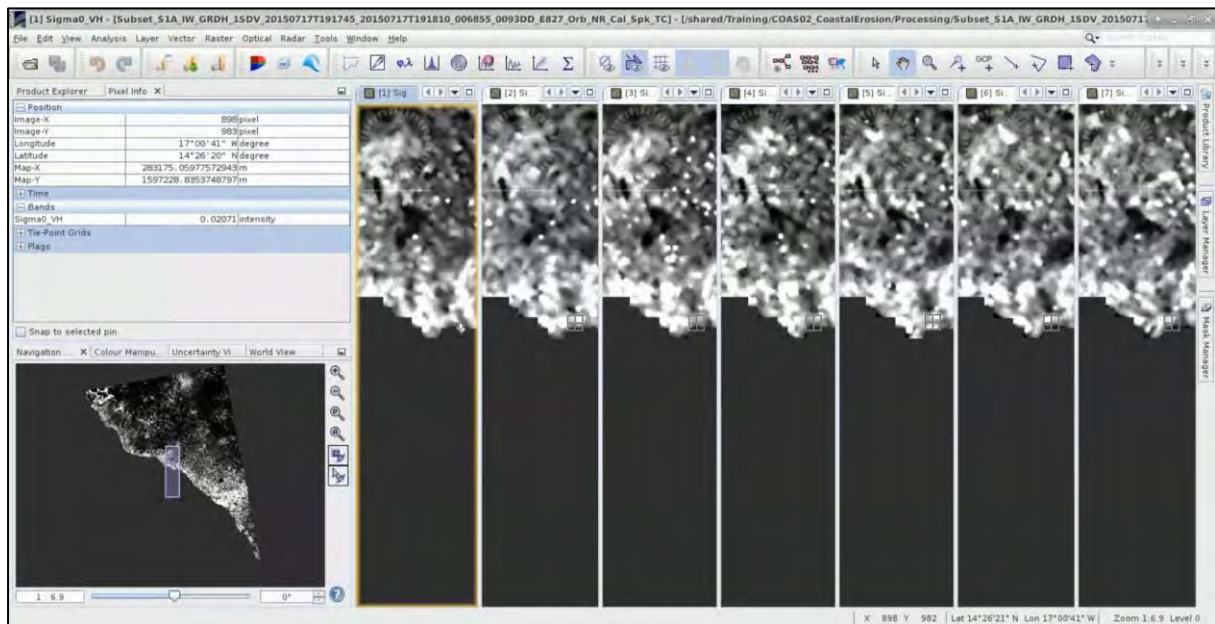 [1] Sigma0_VH - [Subset_S1A_IW_GRDH_1SDV_20150717T191745_20150717T191810_006855_0093DD_E827_Orb_NR_Cal_Spk_TC] - [/shared/Training/COAS02_CoastalErosion/Processing/Subset_S1A_IW_GRDH_1SDV_2015071
File Edit View Analysis Layer Vector Raster Optical Radar Tools Window Help
φ,λ Σ GCP
Product Explorer Pixel Info X
[1] Sig [2] Si... [3] Si... [4] Si... [5] Si... [6] Si... [7] Si...
Position
Image-X 898 pixel
Image-Y 983 pixel
Longitude 17°00'41" W degree
Latitude 14°26'20" N degree
Map-X 283175.05977572943 m
Map-Y 1597228.8353748797 m
Time
Bands
Sigma0_VH 0.02071 intensity
Tie-Point Grids
Flags
Snap to selected pin
Navigation ... X Colour Manipu... Uncertainty Vi... World View
1 : 6.9 0°
Product Library
Layer Manager
Mask Manager
X 898 Y 982 Lat 14°26'21" N Lon 17°00'41" W Zoom 1:6.9 Level 0